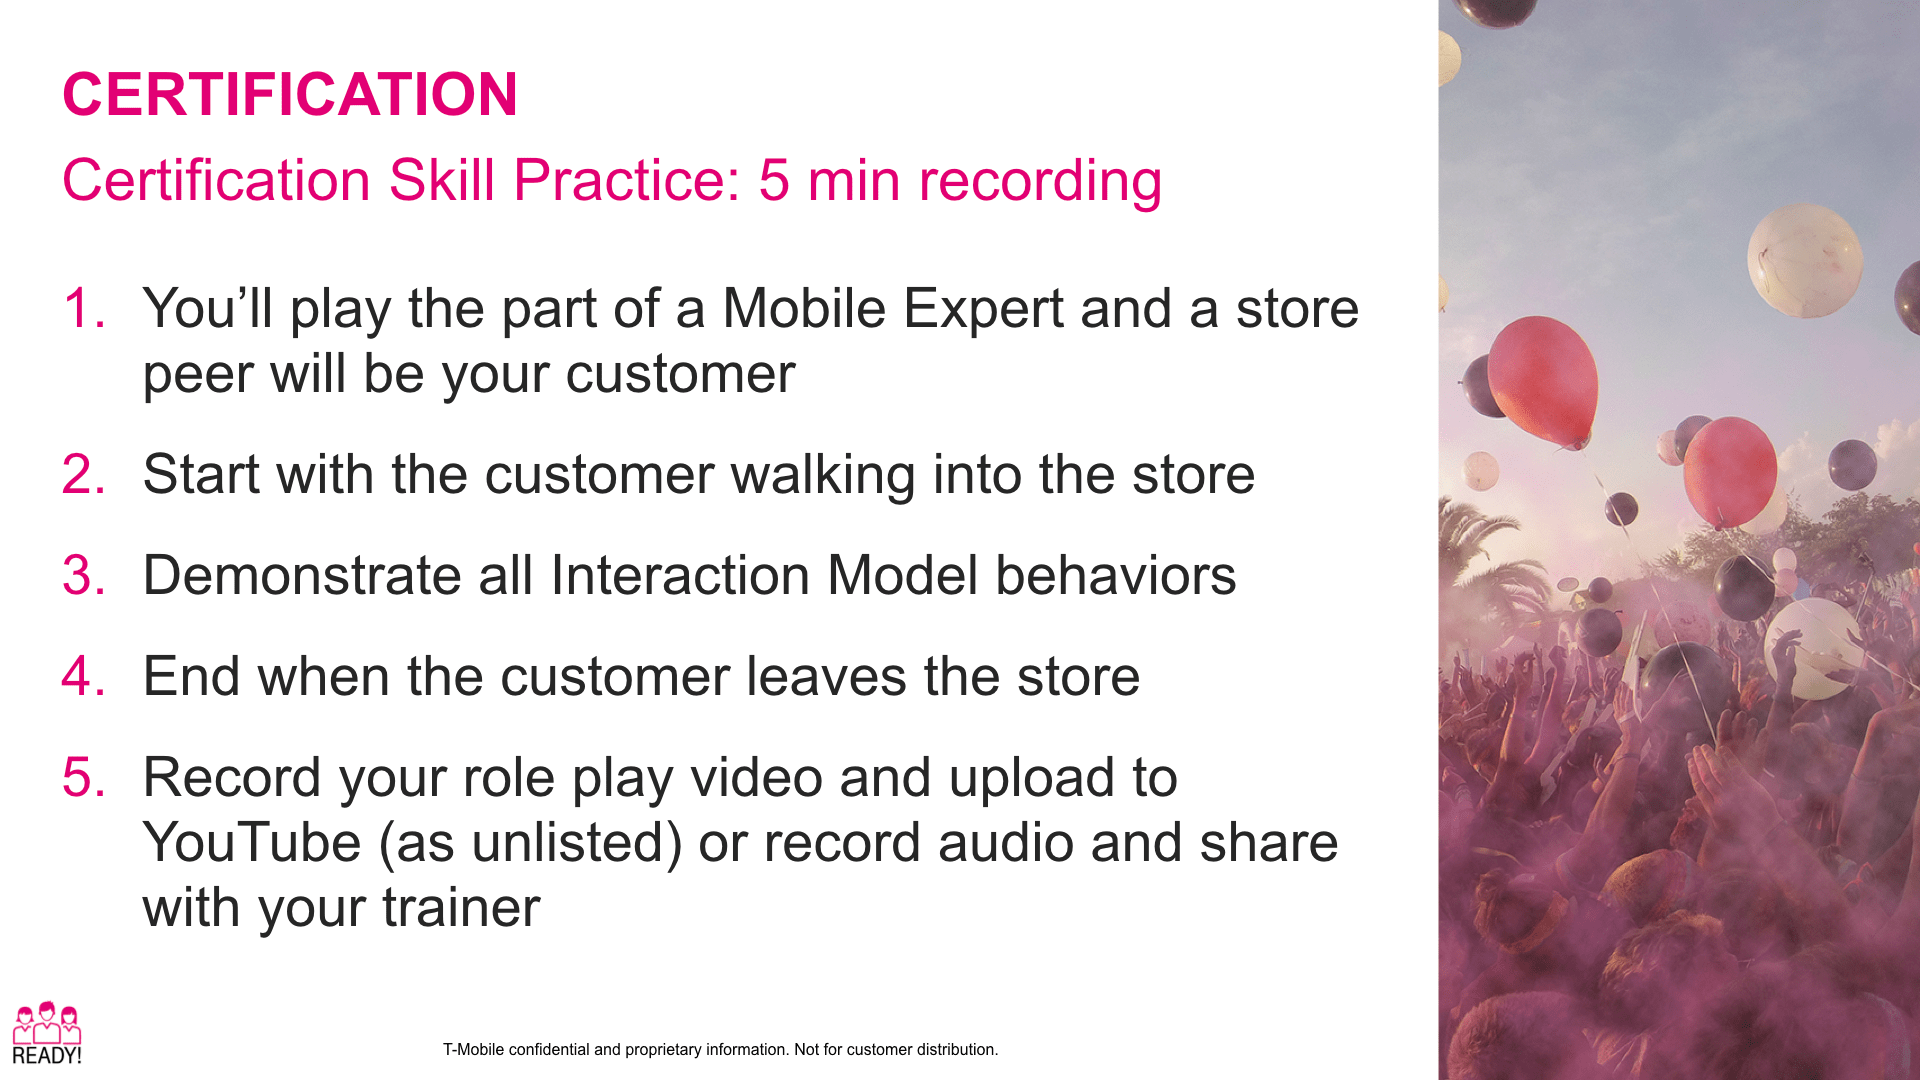 CERTIFICATION
Certification Skill Practice: 5 min recording
1. You’ll play the part of a Mobile Expert and a store
peer will be your customer
2. Start with the customer walking into the store
3. Demonstrate all Interaction Model behaviors
4. End when the customer leaves the store
5. Record your role play video and upload to
YouTube (as unlisted) or record audio and share
with your trainer
READY!
T-Mobile confidential and proprietary information. Not for customer distribution.